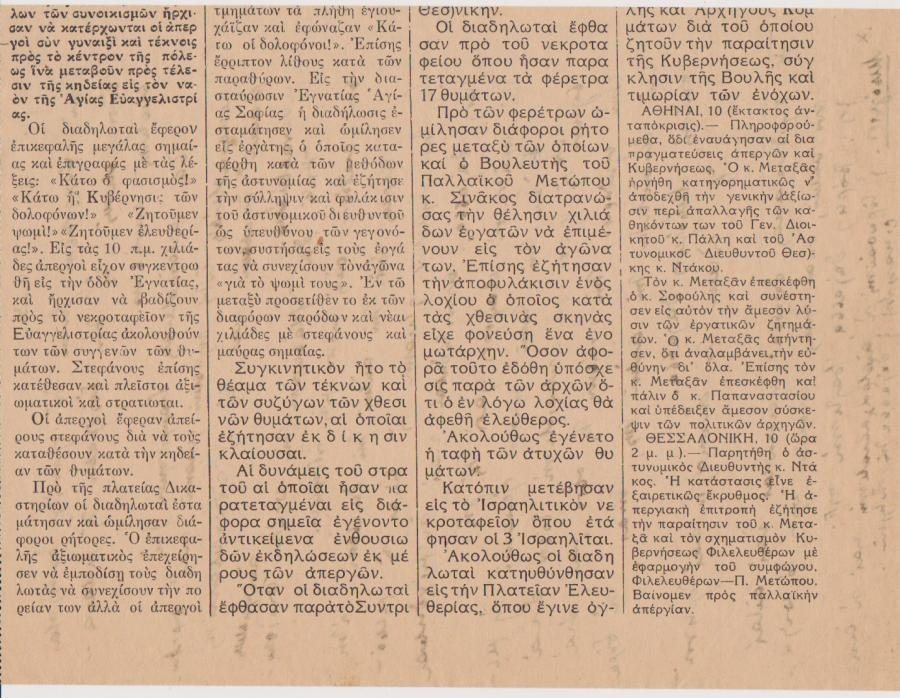 λων τῶν συνοικισμῶν ἤρχι-
σαν νὰ κατέρχωνται οἱ ἀπερ
γοὶ σὺν γυναιξὶ καὶ τέκνοις
πρὸς τὸ κέντρον τῆς πόλε-
ως ἵνα μεταβοῦν πρὸς τέλε-
σιν τῆς κηδείας εἰς τὸν να-
ὸν τῆς Ἁγίας Εὐαγγελιστρί
ας.
Οἱ διαδηλωταὶ ἔφερον
ἐπικεφαλῆς μεγάλας σημαί-
ας καὶ ἐπιγραφάς μὲ τὰς λέ-
ξεις: «Κάτω ὁ φασισμός!»
«Κάτω ἡ Κυβέρνησις τῶν
δολοφόνων!» «Ζητοῦμεν
ψωμὶ!» «Ζητοῦμεν ἐλευθερί-
ας!». Εἰς τὰς 10 π.μ. χιλιά-
δες ἀπεργοὶ εἶχον συγκεντρω
θῆ εἰς τὴν ὁδὸν Ἐγνατίας,
καὶ ἤρχισαν νὰ βαδίζουν
πρὸς τὸ νεκροταφεῖον τῆς
Εὐαγγελιστρίας ἀκολουθούν
των τῶν συγγενῶν τῶν θυ-
μάτων. Στεφάνους ἐπίσης
κατέθεσαν καὶ πλεῖστοι ἀξι-
ωματικοὶ καὶ στρατιωται.
Οἱ ἀπεργοὶ ἔφεραν ἀπεί-
ρους στεφάνους διὰ νὰ τοὺς
καταθέσουν κατὰ τὴν κηδεί-
αν τῶν θυμάτων.
Πρὸ τῆς πλατείας Δικα-
στηρίων οἱ διαδηλωταὶ ἐστα
μάτησαν καὶ ὡμίλησαν διά-
φοροι ρήτορες. Ὁ ἐπικεφα-
λῆς ἀξιωματικὸς ἐπεχείρη-
σεν νὰ ἐμποδίσῃ τοὺς διαδη
λωτὰς νὰ συνεχίσουν τὴν πο
ρείαν των ἀλλὰ οἱ ἀπεργοὶ
τμημάτων τὰ πλήθη ἐγιου-
χάϊζαν καὶ ἐφώναζαν «Κά-
τω οἱ δολοφόνοι!». Ἐπίσης
ἔρριπτον λίθους κατὰ τῶν
παραθύρων. Εἰς τὴν δια-
σταύρωσιν Ἐγνατίας Ἁγί-
ας Σοφίας ἡ διαδήλωσις ἐ-
σταμάτησεν καὶ ὡμίλησεν
εἷς ἐργάτης, ὁ ὁποῖος κατα-
φέρθη κατὰ τῶν μεθόδων
τῆς ἀστυνομίας καὶ ἐζήτησε
τὴν σύλληψιν καὶ φυλάκισιν
τοῦ ἀστυνομικοῦ διευθυντοῦ
ὡς ὑπευθύνου τῶν γεγονό-
των, συστήσας εἰς τοὺς ἐργά
τας νὰ συνεχίσουν τὸν ἀγῶνα
«γιὰ τὸ ψωμί τους». Ἐν τῷ
μεταξὺ προσετίθεντο ἐκ τῶν
διαφόρων παρόδων καὶ νέαι
χιλιάδες μὲ στεφάνους καὶ
μαύρας σημαίας.
Συγκινητικὸν ἦτο τὸ
θέαμα τῶν τέκνων καὶ
τῶν συζύγων τῶν χθεσι
νῶν θυμάτων, αἱ ὁποῖαι
ἐζήτησαν ἐκδίκησιν
κλαίουσαι.
Αἱ δυνάμεις τοῦ στρα
τοῦ αἱ ὁποῖαι ἦσαν πα
ρατεταγμέναι εἰς διά-
φορα σημεῖα ἐγένοντο
ἀντικείμενα ἐνθουσιω
δῶν ἐκδηλώσεων ἐκ μέ
ρους τῶν ἀπεργῶν.
Ὅταν οἱ διαδηλωταὶ
ἔφθασαν παρὰ τὸ Συντρι
Θεσ)νίκην.
Οἱ διαδηλωταὶ ἔφθα
σαν πρὸ τοῦ νεκροτα
φείου ὅπου ἦσαν παρα
τεταγμένα τὰ φέρετρα
17 θυμάτων.
Πρὸ τῶν φερέτρων ὡ-
μίλησαν διάφοροι ρήτο
ρες μεταξὺ τῶν ὁποίων
καὶ ὁ Βουλευτὴς τοῦ
Παλλαϊκοῦ Μετώπου
κ. Σινᾶκος διατρανώ-
σας τὴν θέλησιν χιλιά
δων ἐργατῶν νὰ ἐπιμέ-
νουν εἰς τὸν ἀγῶνα
των. Ἐπίσης ἐζήτησαν
τὴν ἀποφυλάκισιν ἑνός
λοχίου ὁ ὁποῖος κατὰ
τὰς χθεσινὰς σκηνὰς
εἶχε φονεύσῃ ἕνα ἐνο
μωτάρχην. Ὅσον ἀφο-
ρᾷ τοῦτο ἐδόθη ὑπόσχε
σις παρὰ τῶν ἀρχῶν ὅ-
τι ὁ ἐν λόγω λοχίας θὰ
ἀφεθῆ ἐλεύθερος.
Ἀκολούθως ἐγένετο
ἡ ταφὴ τῶν ἀτυχῶν θυ
μάτων.
Κατόπιν μετέβησαν
εἰς τὸ Ἰσραηλιτικὸν νε
κροταφεῖον ὅπου ἐτά
φησαν οἱ 3 Ἰσραηλῖται.
Ἀκολούθως οἱ διαδη
λωταὶ κατηυθύνθησαν
εἰς τὴν Πλατεῖαν Ἐλευ-
θερίας, ὅπου ἔγινε ὀγ-
λῆς καὶ Ἀρχηγοὺς Κομ
μάτων διὰ τοῦ ὁποίου
ζητοῦν τὴν παραίτησιν
τῆς Κυβερνήσεως, σύγ
κλησιν τῆς Βουλῆς καὶ
τιμωρίαν τῶν ἐνόχων.
ΑΘΗΝΑΙ, 10 (ἔκτακτος ἀν-
ταπόκρισις).— Πληροφορού-
μεθα, ὅδι ἐναυάγησαν αἱ δια
πραγματεύσεις ἀπεργῶν καὶ
Κυβερνήσεως. Ὁ κ. Μεταξᾶς
ἠρνήθη κατηγορηματικῶς ν'
ἀποδεχθῆ τὴν γενικὴν ἀξίω-
σιν περὶ ἀπαλλαγῆς τῶν κα-
θηκόντων των τοῦ Γεν. Διοι-
κητοῦ κ. Πάλλη καὶ τοῦ Ἀσ
τυνομικοῦ Διευθυντοῦ Θεσ)-
κης κ. Ντάκου.
Τὸν κ. Μεταξᾶν ἐπεσκέφθη
ὁ κ. Σοφούλης καὶ συνέστη-
σεν εἰς αὐτὸν τὴν ἄμεσον λύ-
σιν τῶν ἐργατικῶν ζητημά-
των. Ὁ κ. Μεταξᾶς ἀπήντη-
σεν, ὅτι ἀναλαμβάνει, τὴν εὐ-
θύνην δι' ὅλα. Ἐπίσης τὸν
κ. Μεταξᾶν ἐπεσκέφθη καὶ
πάλιν ὁ κ. Παπαναστασίου
καὶ ὑπέδειξεν ἄμεσον σύσκε-
ψιν τῶν πολιτικῶν ἀρχηγῶν.
ΘΕΣΣΑΛΟΝΙΚΗ, 10 (ὥρα
2 μ. μ.).— Παρητήθη ὁ ἀσ-
τυνομικὸς Διευθυντὴς κ. Ντά
κος. Ἡ κατάστασις εἶνε ἐ-
ξαιρετικῶς ἔκρυθμος. Ἡ ἀ-
περγιακὴ ἐπιτροπὴ ἐζήτησε
τὴν παραίτησιν τοῦ κ. Μετα-
ξᾶ καὶ τὸν σχηματισμὸν Κυ-
βερνήσεως Φιλελευθέρων μὲ
ἐφαρμογὴν τοῦ συμφώνου,
Φιλελευθέρων—Π. Μετώπου.
Βαίνομεν πρὸς παλλαϊκὴν
ἀπέργίαν.